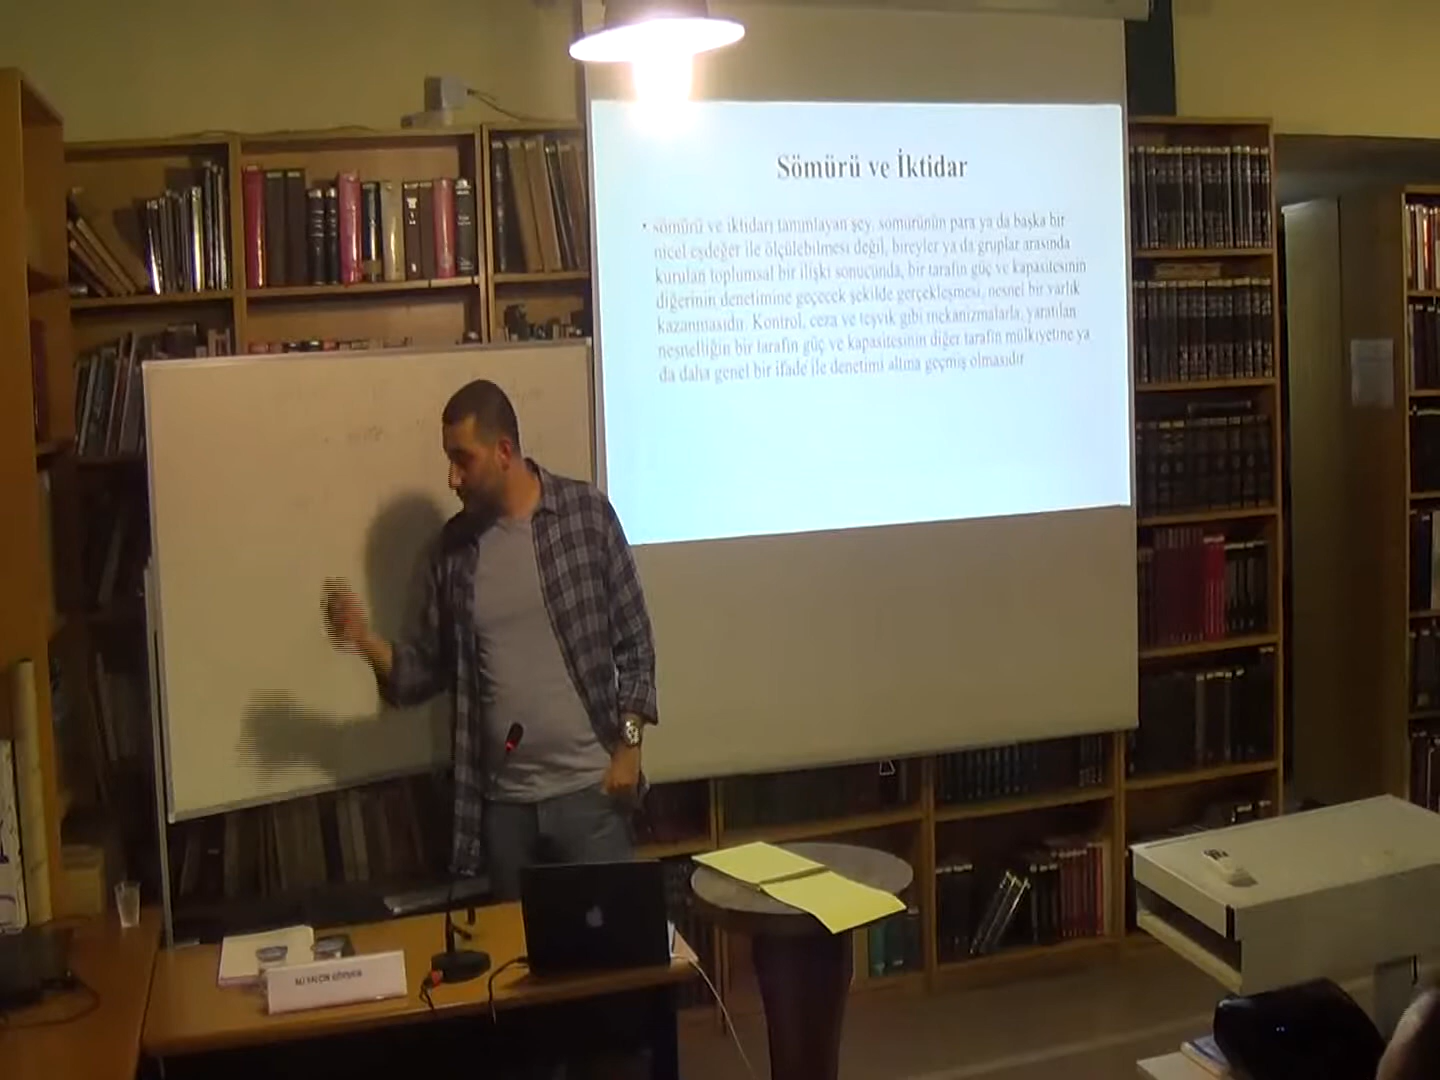 Sömürü ve İktidar
• sömürü ve iktidarı tanımlayan şey, sömürünün para ya da başka bir
nicel eşdeğer ile ölçülebilmesi değil, bireyler ya da gruplar arasında
kurulan toplumsal bir ilişki sonucunda, bir tarafın güç ve kapasitesinin
diğerinin denetimine geçecek şekilde gerçekleşmesi, nesnel bir varlık
kazanmasıdır. Kontrol, ceza ve teşvik gibi mekanizmalarla, yaratılan
nesnelliğin bir tarafın güç ve kapasitesinin diğer tarafın mülkiyetine ya
da daha genel bir ifade ile denetimi altına geçmiş olmasıdır
ALİ YALÇIN